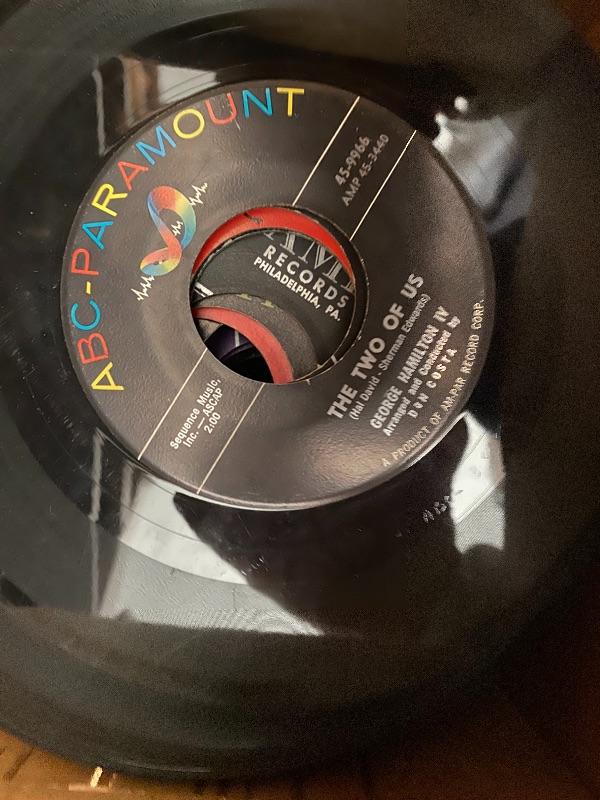 ABC-PARAMOUNT
45-9966
AMP 45-3440
RECORDS
PHILADELPHIA, PA.
Sequence Music,
Inc. — ASCAP
2:00
THE TWO OF US
(Hal David - Sherman Edwards)
GEORGE HAMILTON IV
Arranged and Conducted by
DON COSTA
A PRODUCT OF AM-PAR RECORD CORP.